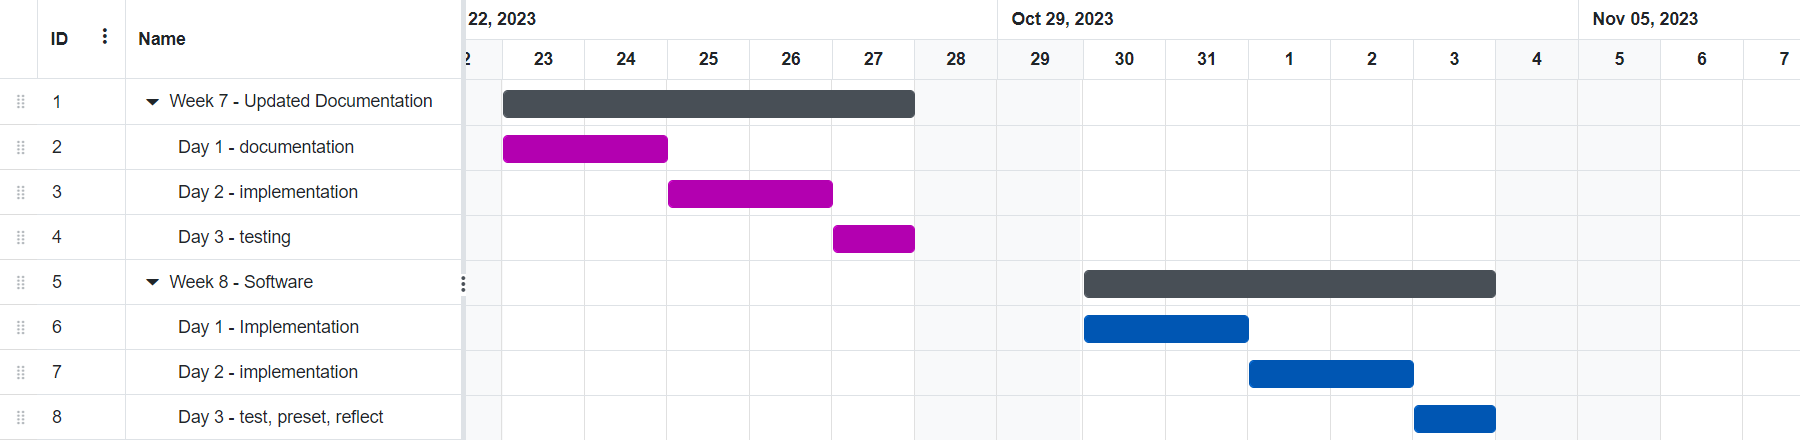 22, 2023 Oct 29, 2023 Nov 05, 2023
ID Name
23 24 25 26 27 28 29 30 31 1 2 3 4 5 6 7
1 Week 7 - Updated Documentation
2 Day 1 - documentation
3 Day 2 - implementation
4 Day 3 - testing
5 Week 8 - Software
6 Day 1 - Implementation
7 Day 2 - implementation
8 Day 3 - test, preset, reflect